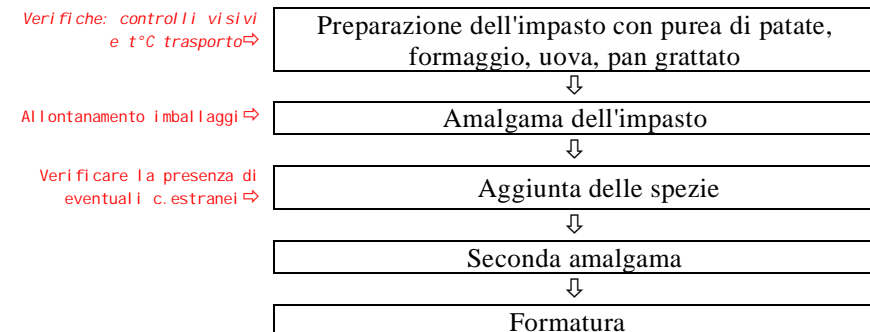 Verifiche: controlli visivi
e t°C trasporto⇨
Preparazione dell'impasto con purea di patate,
formaggio, uova, pan grattato
⇩
Allontanamento imballaggi⇨
Amalgama dell'impasto
⇩
Verificare la presenza di
eventuali c.estranei⇨
Aggiunta delle spezie
⇩
Seconda amalgama
⇩
Formatura